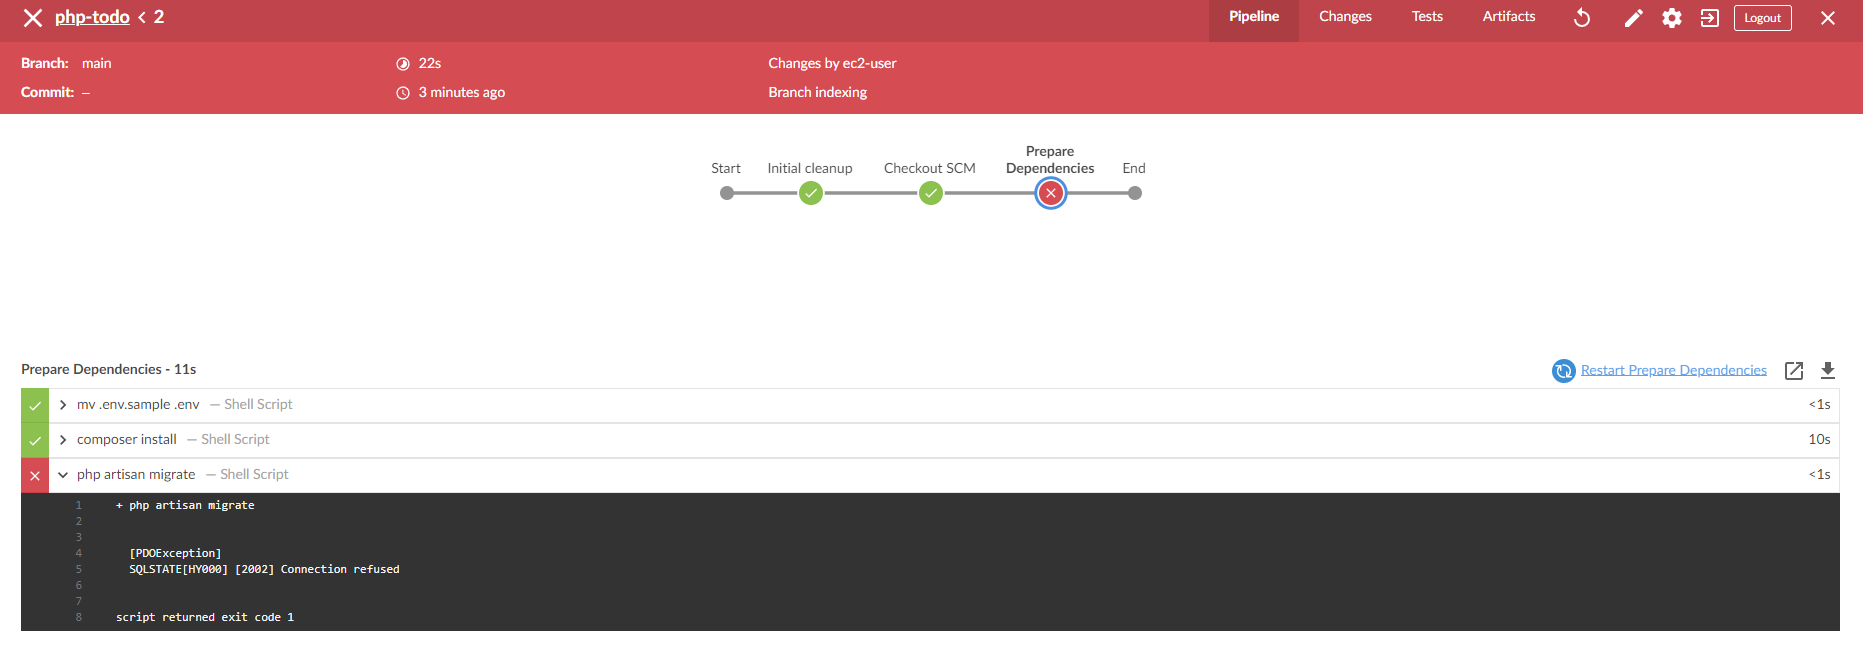 php-todo < 2
Pipeline Changes Tests Artifacts Logout
Branch: main 22s Changes by ec2-user
Commit: – 3 minutes ago Branch indexing
Start Initial cleanup Checkout SCM Prepare Dependencies End
Prepare Dependencies - 11s Restart Prepare Dependencies
mv .env.sample .env — Shell Script <1s
composer install — Shell Script 10s
php artisan migrate — Shell Script <1s
1 + php artisan migrate
2
3
4 [PDOException]
5 SQLSTATE[HY000] [2002] Connection refused
6
7
8 script returned exit code 1